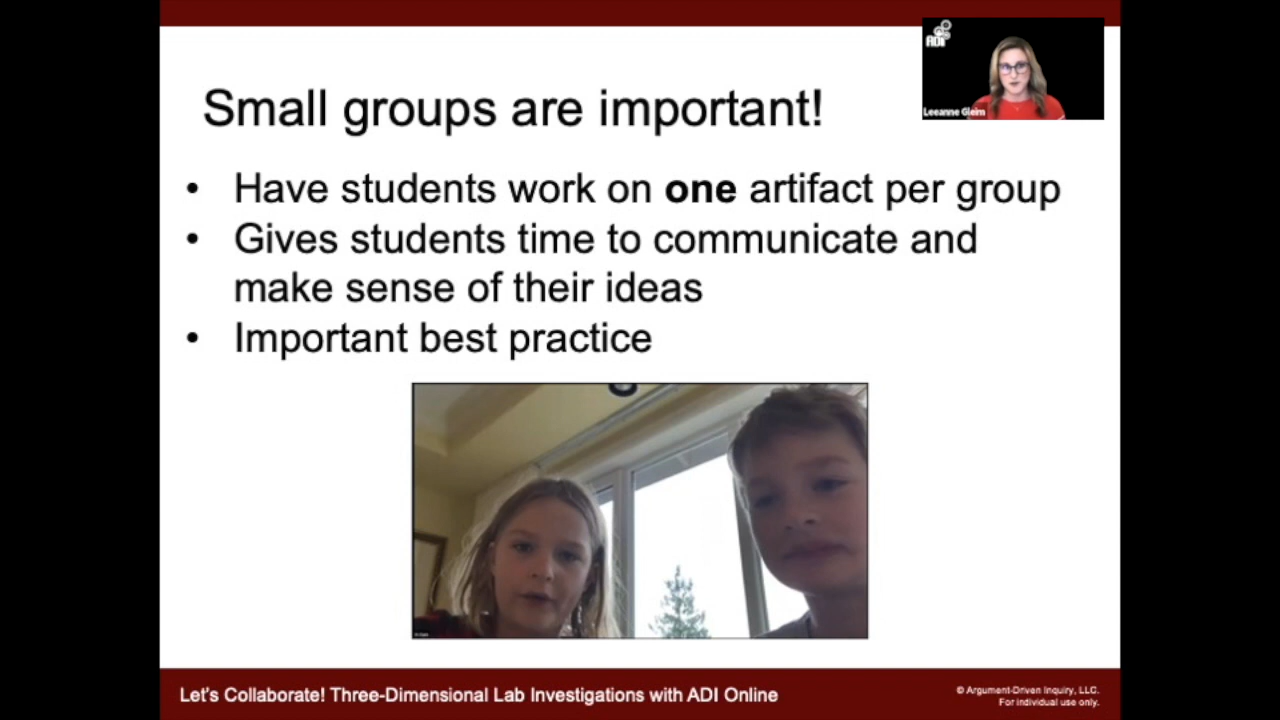 ADI
Leeanne Gleim
Small groups are important!
• Have students work on one artifact per group
• Gives students time to communicate and
make sense of their ideas
• Important best practice
Let's Collaborate! Three-Dimensional Lab Investigations with ADI Online
© Argument-Driven Inquiry, LLC.
For individual use only.